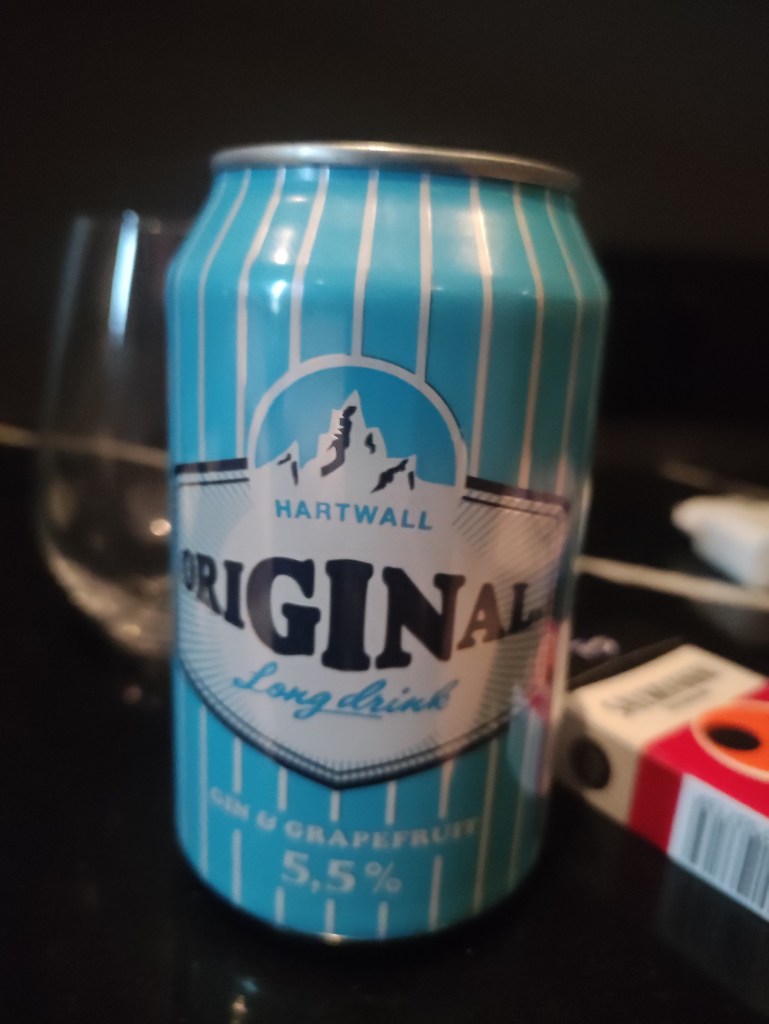 HARTWALL
ORIGINAL
Long drink
GIN & GRAPEFRUIT
5,5%